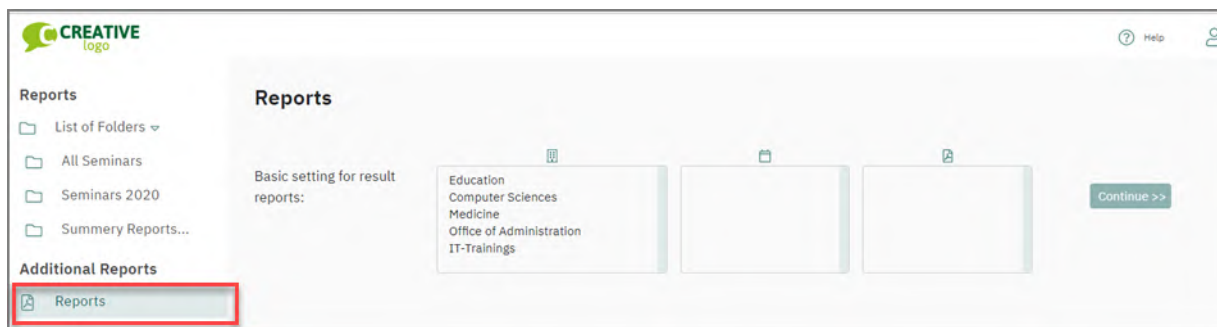 CREATIVE
logo
Help
Reports
List of Folders
All Seminars
Seminars 2020
Summery Reports...
Additional Reports
Reports
Reports
Basic setting for result
reports:
Education
Computer Sciences
Medicine
Office of Administration
IT-Trainings
Continue >>